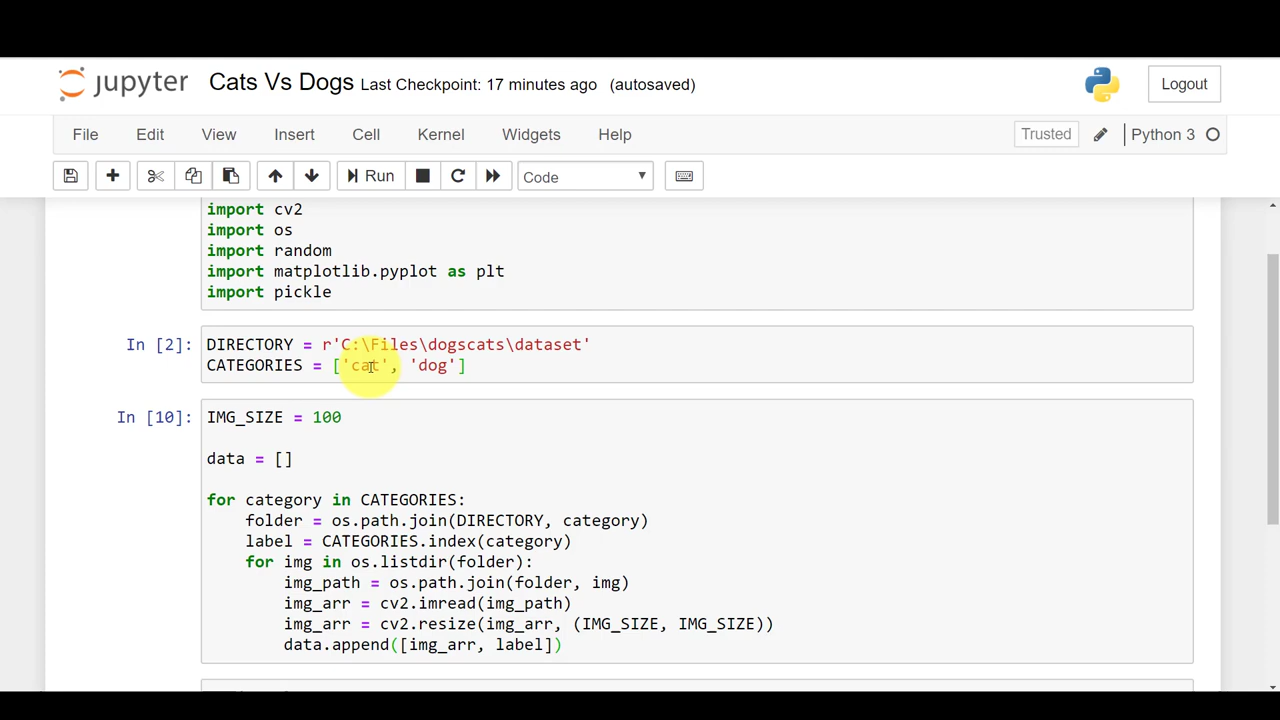 jupyter Cats Vs Dogs Last Checkpoint: 17 minutes ago (autosaved) Logout
File Edit View Insert Cell Kernel Widgets Help Trusted Python 3
Run Code
import cv2
import os
import random
import matplotlib.pyplot as plt
import pickle
In [2]: DIRECTORY = r'C:\Files\dogscats\dataset'
CATEGORIES = ['cat', 'dog']
In [10]: IMG_SIZE = 100
data = []
for category in CATEGORIES:
    folder = os.path.join(DIRECTORY, category)
    label = CATEGORIES.index(category)
    for img in os.listdir(folder):
        img_path = os.path.join(folder, img)
        img_arr = cv2.imread(img_path)
        img_arr = cv2.resize(img_arr, (IMG_SIZE, IMG_SIZE))
        data.append([img_arr, label])